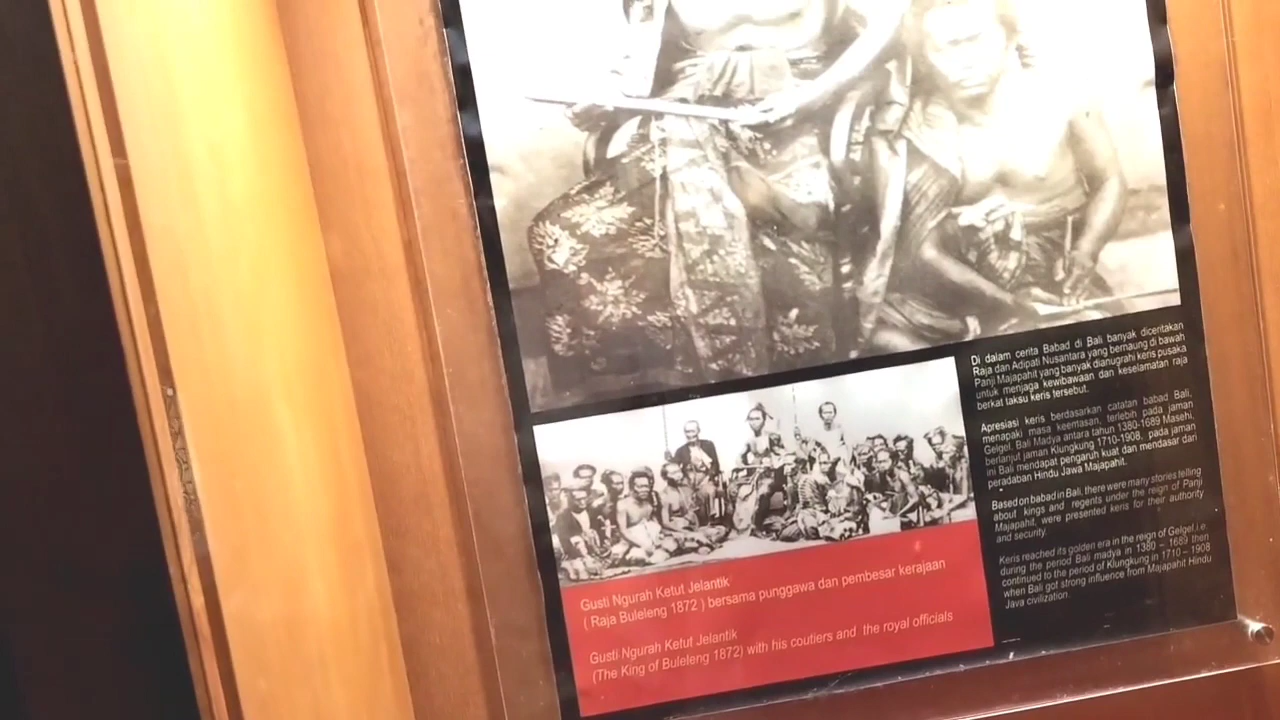 Di dalam cerita Babad di Bali banyak diceritakan
Raja dan Adipati Nusantara yang bernaung di bawah
Panji Majapahit yang banyak dianugrahi keris pusaka
untuk menjaga kewibawaan dan keselamatan raja
berkat taksu keris tersebut.
Apresiasi keris berdasarkan catatan babad Bali,
menapaki masa keemasan, terlebih pada jaman
Gelgel, Bali Madya antara tahun 1380-1689 Masehi,
berlanjut jaman Klungkung 1710-1908. pada jaman
ini Bali mendapat pengaruh kuat dan mendasar dari
peradaban Hindu Jawa Majapahit.
Based on babad in Bali, there were many stories telling
about kings and regents under the reign of Panji
Majapahit, were presented keris for their authority
and security.
Keris reached its golden era in the reign of Gelgel i.e.
during the period Bali madya in 1380 – 1689 then
continued to the period of Klungkung in 1710 – 1908
when Bali got strong influence from Majapahit Hindu
Java civilization.
Gusti Ngurah Ketut Jelantik
( Raja Buleleng 1872 ) bersama punggawa dan pembesar kerajaan
Gusti Ngurah Ketut Jelantik
(The King of Buleleng 1872) with his coutiers and the royal officials